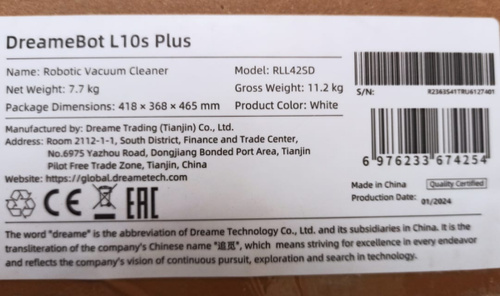 DreameBot L10s Plus
Name: Robotic Vacuum Cleaner
Model: RLL42SD
Net Weight: 7.7 kg
Gross Weight: 11.2 kg
Package Dimensions: 418 × 368 × 465 mm
Product Color: White
S/N:
R2363S41TRU6127401
Manufactured by: Dreame Trading (Tianjin) Co., Ltd.
Address: Room 2112-1-1, South District, Finance and Trade Center,
No.6975 Yazhou Road, Dongjiang Bonded Port Area, Tianjin
Pilot Free Trade Zone, Tianjin, China
Website: https://global.dreametech.com
6 976233 674254
CE EAC
Made in China
Quality Certified
Production Date: 01/2024
The word "dreame" is the abbreviation of Dreame Technology Co., Ltd. and its subsidiaries in China. It is the
transliteration of the company's Chinese name "追觅", which means striving for excellence in every endeavor
and reflects the company's vision of continuous pursuit, exploration and search in technology.